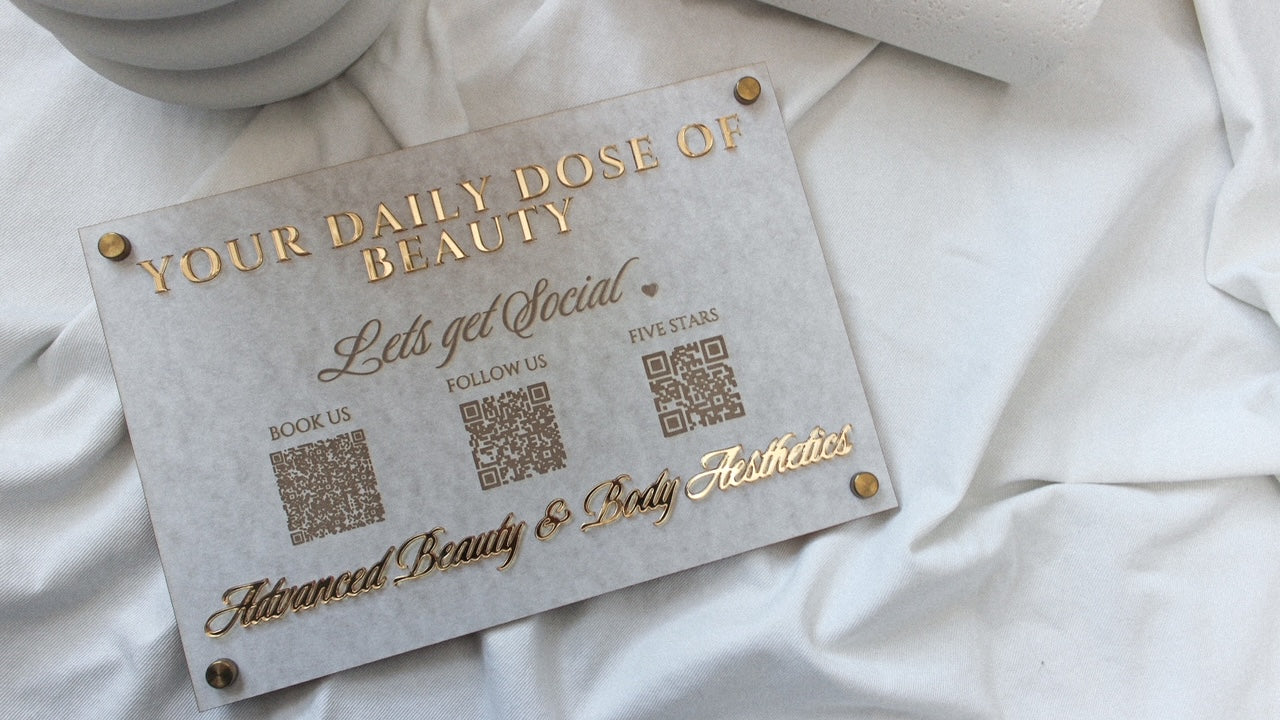 YOUR DAILY DOSE OF
BEAUTY
Lets get Social
BOOK US
FOLLOW US
FIVE STARS
Advanced Beauty & Body Aesthetics